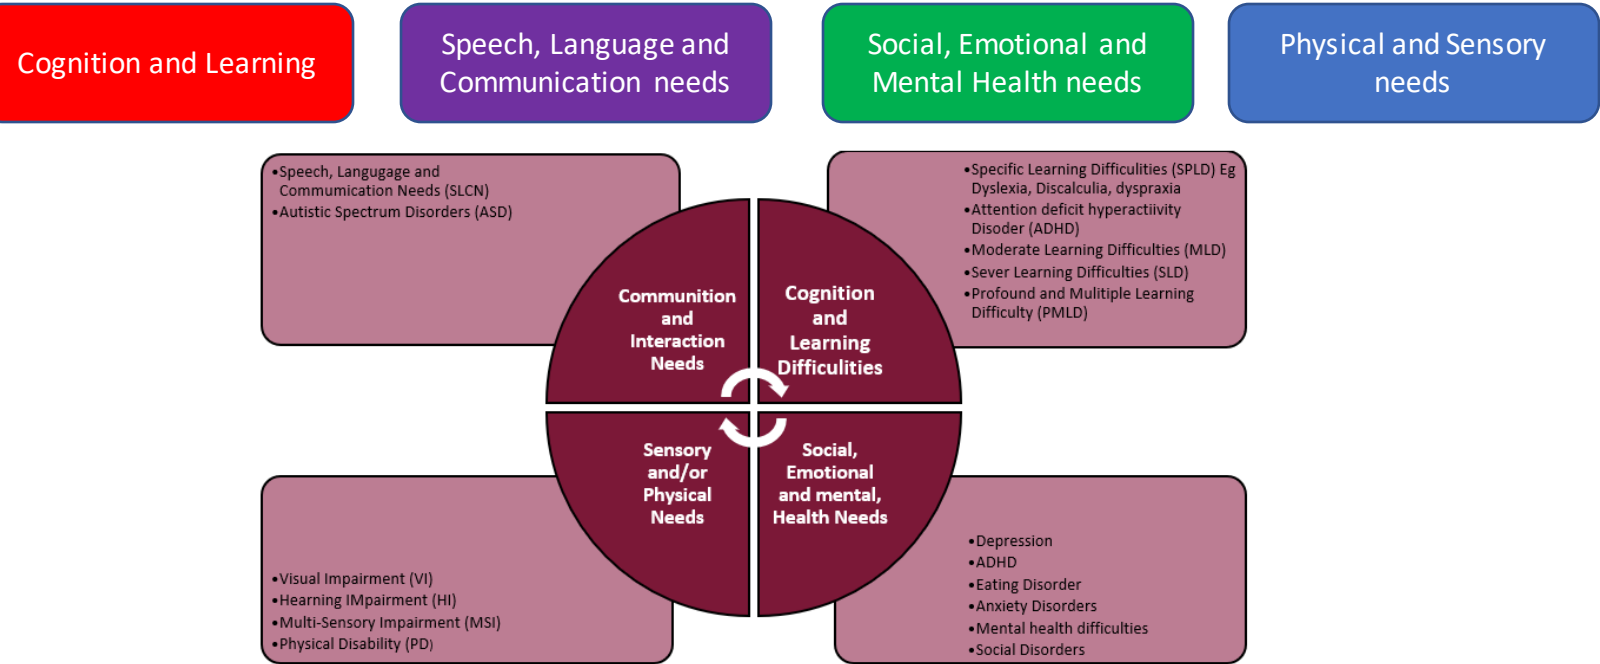 Cognition and Learning
Speech, Language and
Communication needs
Social, Emotional and
Mental Health needs
Physical and Sensory
needs
•Speech, Langugage and
Commumication Needs (SLCN)
•Autistic Spectrum Disorders (ASD)
•Specific Learning Difficulities (SPLD) Eg
Dyslexia, Discalculia, dyspraxia
•Attention deficit hyperactiivity
Disoder (ADHD)
•Moderate Learning Difficulties (MLD)
•Sever Learning Difficulties (SLD)
•Profound and Mulitiple Learning
Difficulty (PMLD)
Communition
and
Interaction
Needs
Cognition
and
Learning
Difficulities
Sensory
and/or
Physical
Needs
Social,
Emotional
and mental,
Health Needs
•Visual Impairment (VI)
•Hearning IMpairment (HI)
•Multi-Sensory Impairment (MSI)
•Physical Disability (PD)
•Depression
•ADHD
•Eating Disorder
•Anxiety Disorders
•Mental health difficulties
•Social Disorders